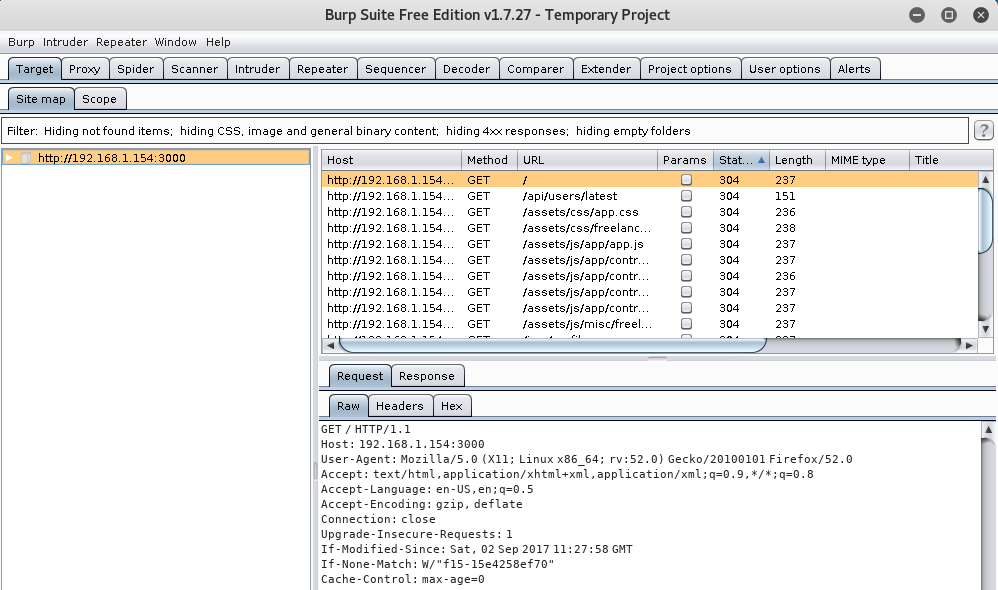 Burp Suite Free Edition v1.7.27 - Temporary Project
Burp Intruder Repeater Window Help
Target Proxy Spider Scanner Intruder Repeater Sequencer Decoder Comparer Extender Project options User options Alerts
Site map Scope
Filter: Hiding not found items; hiding CSS, image and general binary content; hiding 4xx responses; hiding empty folders ?
http://192.168.1.154:3000
Host Method URL Params Stat... Length MIME type Title
http://192.168.1.154... GET / 304 237
http://192.168.1.154... GET /api/users/latest 304 151
http://192.168.1.154... GET /assets/css/app.css 304 236
http://192.168.1.154... GET /assets/css/freelanc... 304 238
http://192.168.1.154... GET /assets/js/app/app.js 304 237
http://192.168.1.154... GET /assets/js/app/contr... 304 237
http://192.168.1.154... GET /assets/js/app/contr... 304 236
http://192.168.1.154... GET /assets/js/app/contr... 304 237
http://192.168.1.154... GET /assets/js/app/contr... 304 237
http://192.168.1.154... GET /assets/js/misc/freel... 304 237
Request Response
Raw Headers Hex
GET / HTTP/1.1
Host: 192.168.1.154:3000
User-Agent: Mozilla/5.0 (X11; Linux x86_64; rv:52.0) Gecko/20100101 Firefox/52.0
Accept: text/html,application/xhtml+xml,application/xml;q=0.9,*/*;q=0.8
Accept-Language: en-US,en;q=0.5
Accept-Encoding: gzip, deflate
Connection: close
Upgrade-Insecure-Requests: 1
If-Modified-Since: Sat, 02 Sep 2017 11:27:58 GMT
If-None-Match: W/"f15-15e4258ef70"
Cache-Control: max-age=0